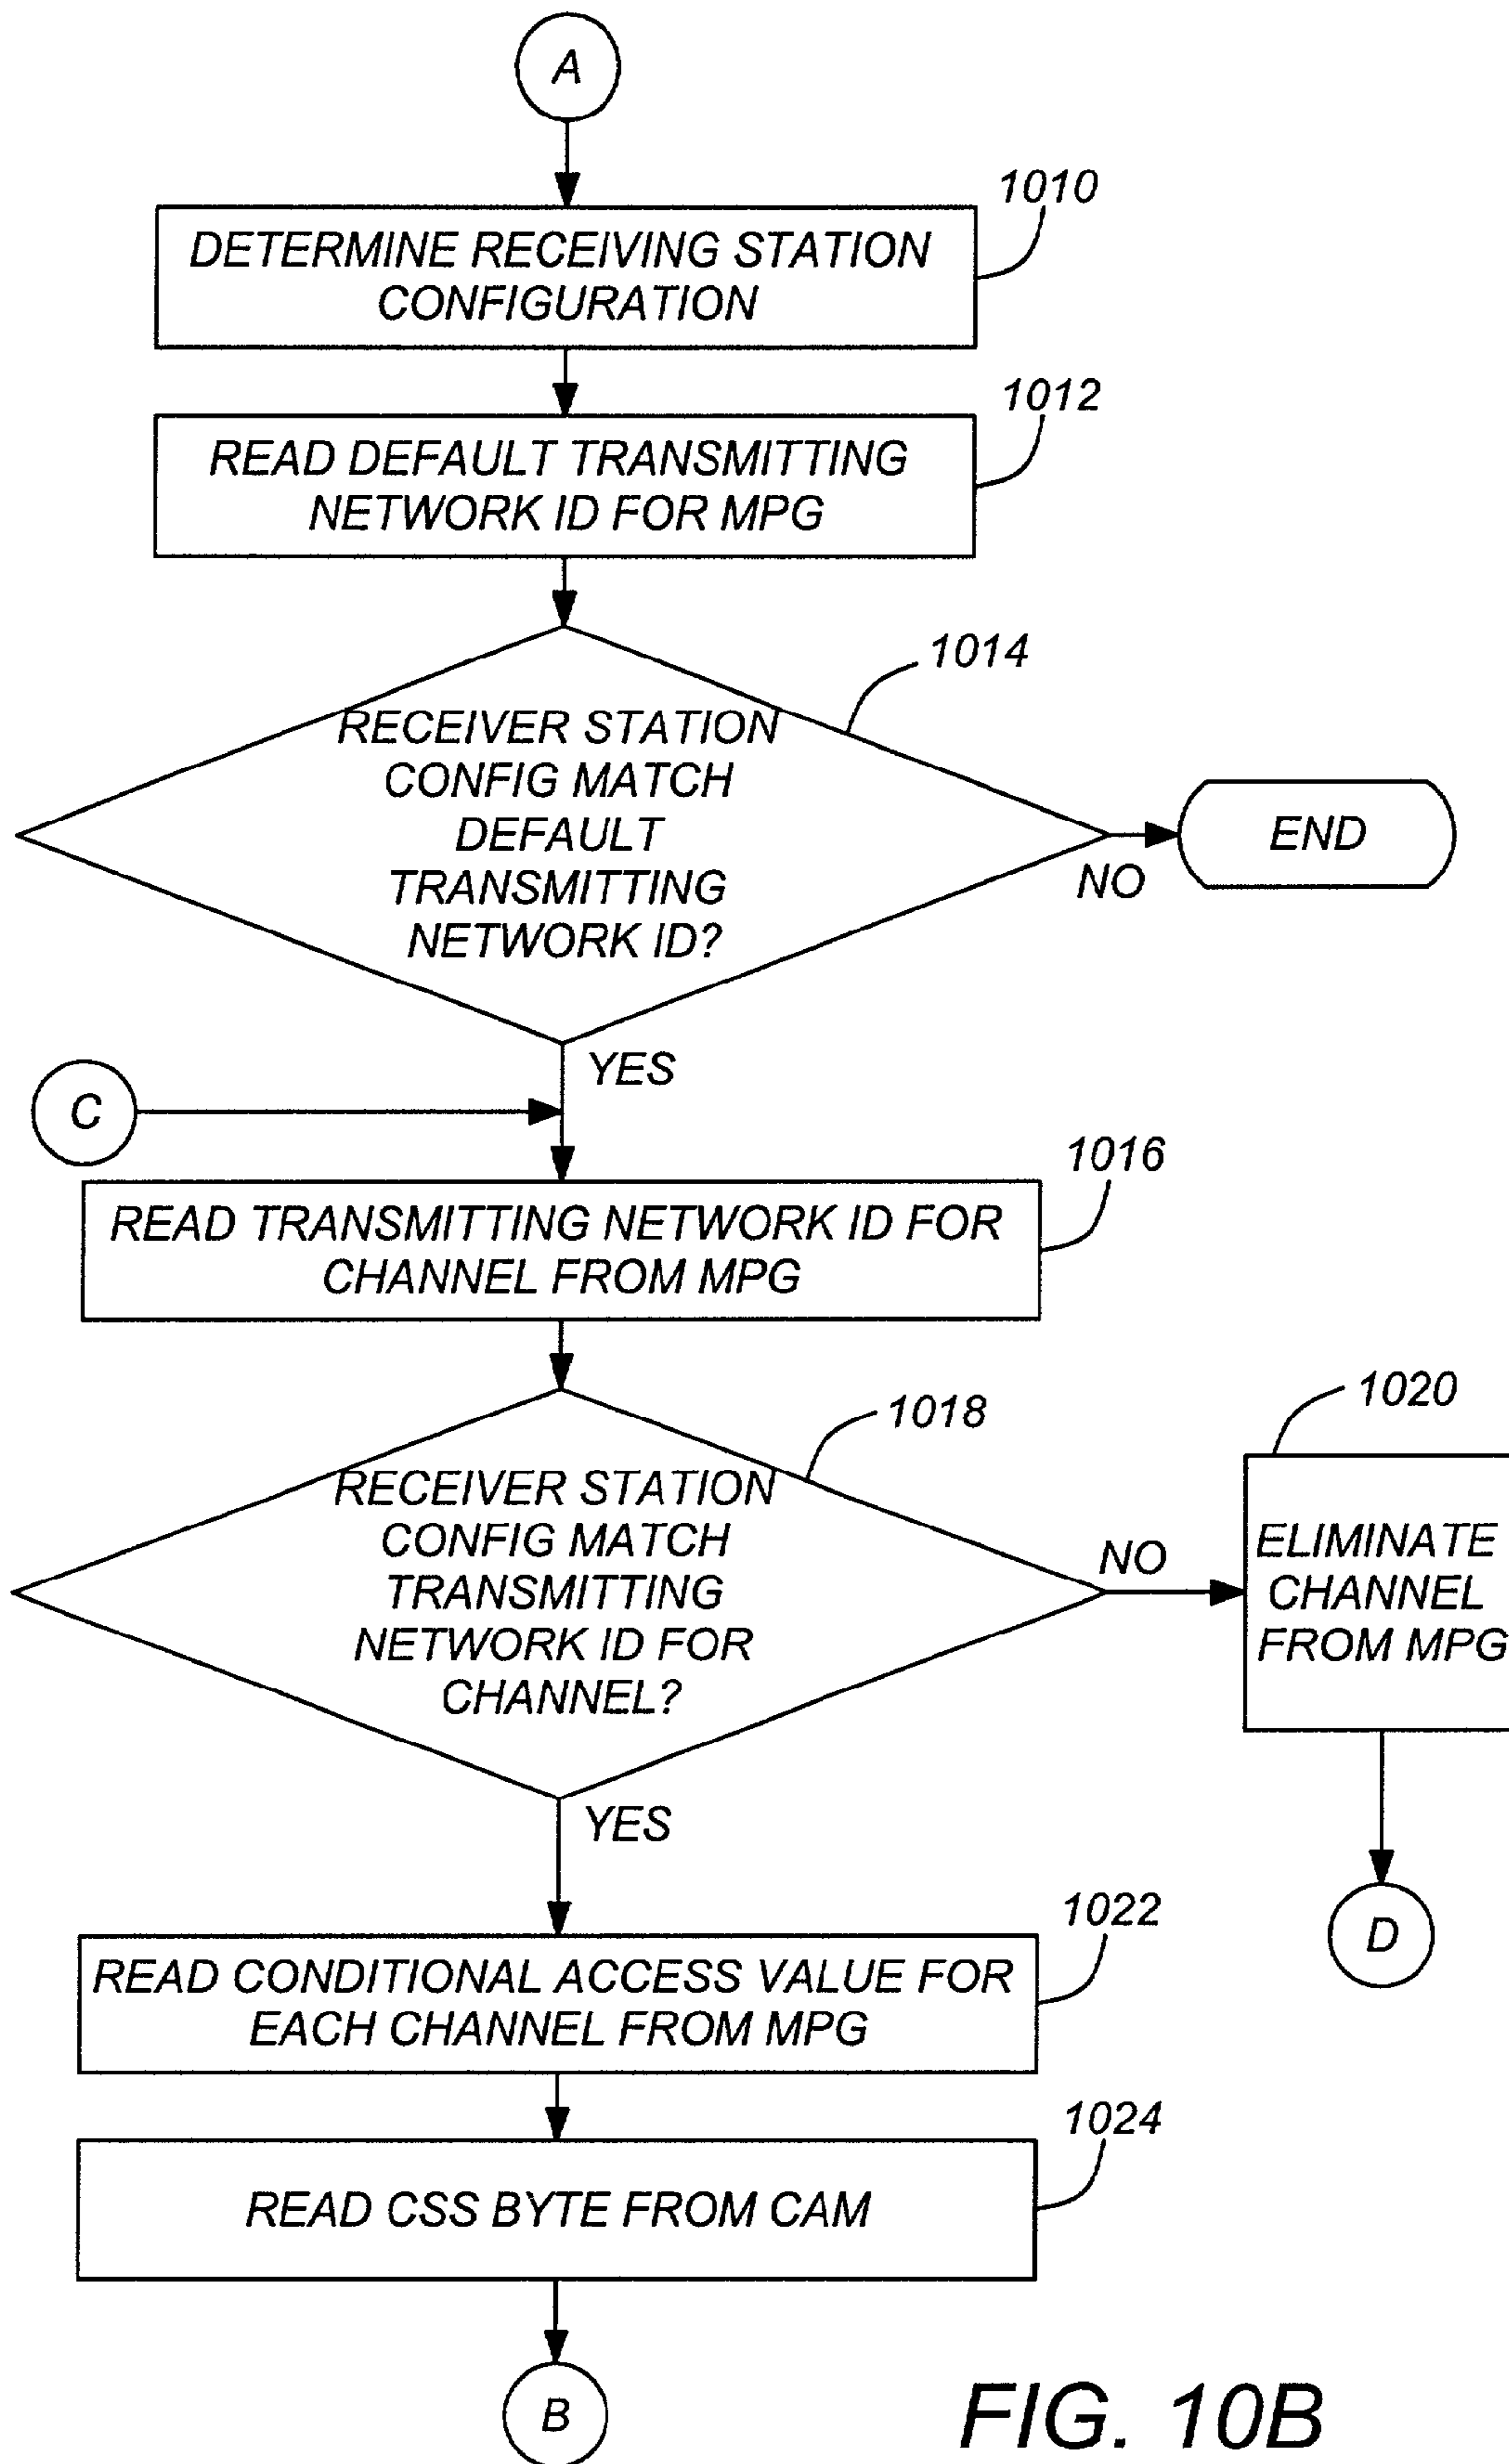 A
1010
DETERMINE RECEIVING STATION
CONFIGURATION
1012
READ DEFAULT TRANSMITTING
NETWORK ID FOR MPG
1014
RECEIVER STATION
CONFIG MATCH
DEFAULT
TRANSMITTING
NETWORK ID?
NO
END
YES
C
1016
READ TRANSMITTING NETWORK ID FOR
CHANNEL FROM MPG
1018
RECEIVER STATION
CONFIG MATCH
TRANSMITTING
NETWORK ID FOR
CHANNEL?
NO
1020
ELIMINATE
CHANNEL
FROM MPG
D
YES
1022
READ CONDITIONAL ACCESS VALUE FOR
EACH CHANNEL FROM MPG
1024
READ CSS BYTE FROM CAM
B
FIG. 10B